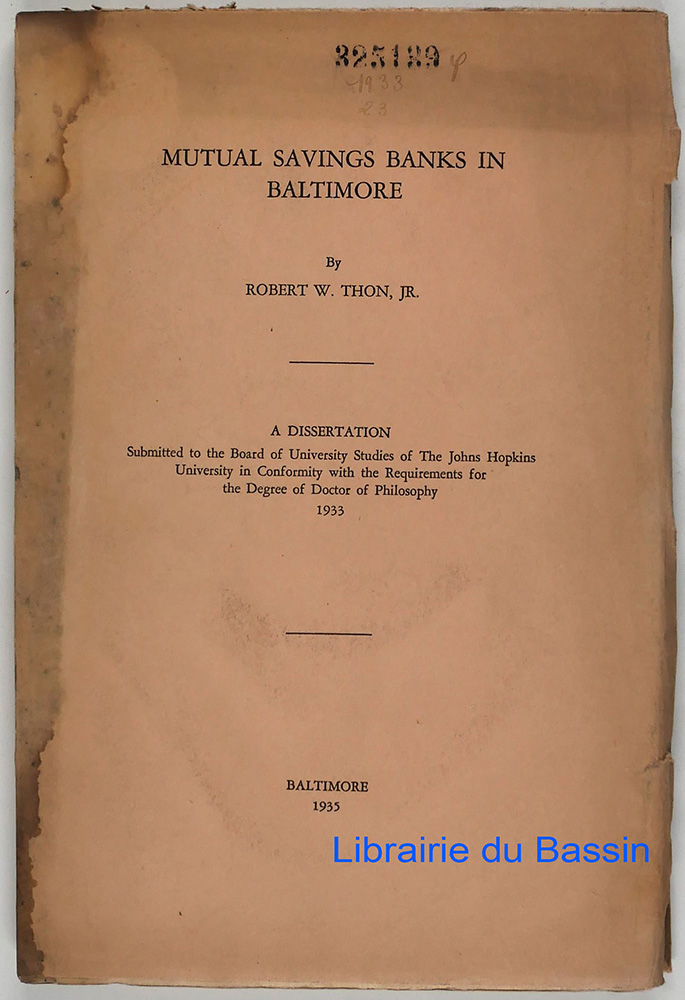 325189
1933
23
MUTUAL SAVINGS BANKS IN
BALTIMORE
By
ROBERT W. THON, JR.
A DISSERTATION
Submitted to the Board of University Studies of The Johns Hopkins
University in Conformity with the Requirements for
the Degree of Doctor of Philosophy
1933
BALTIMORE
1935
Librairie du Bassin